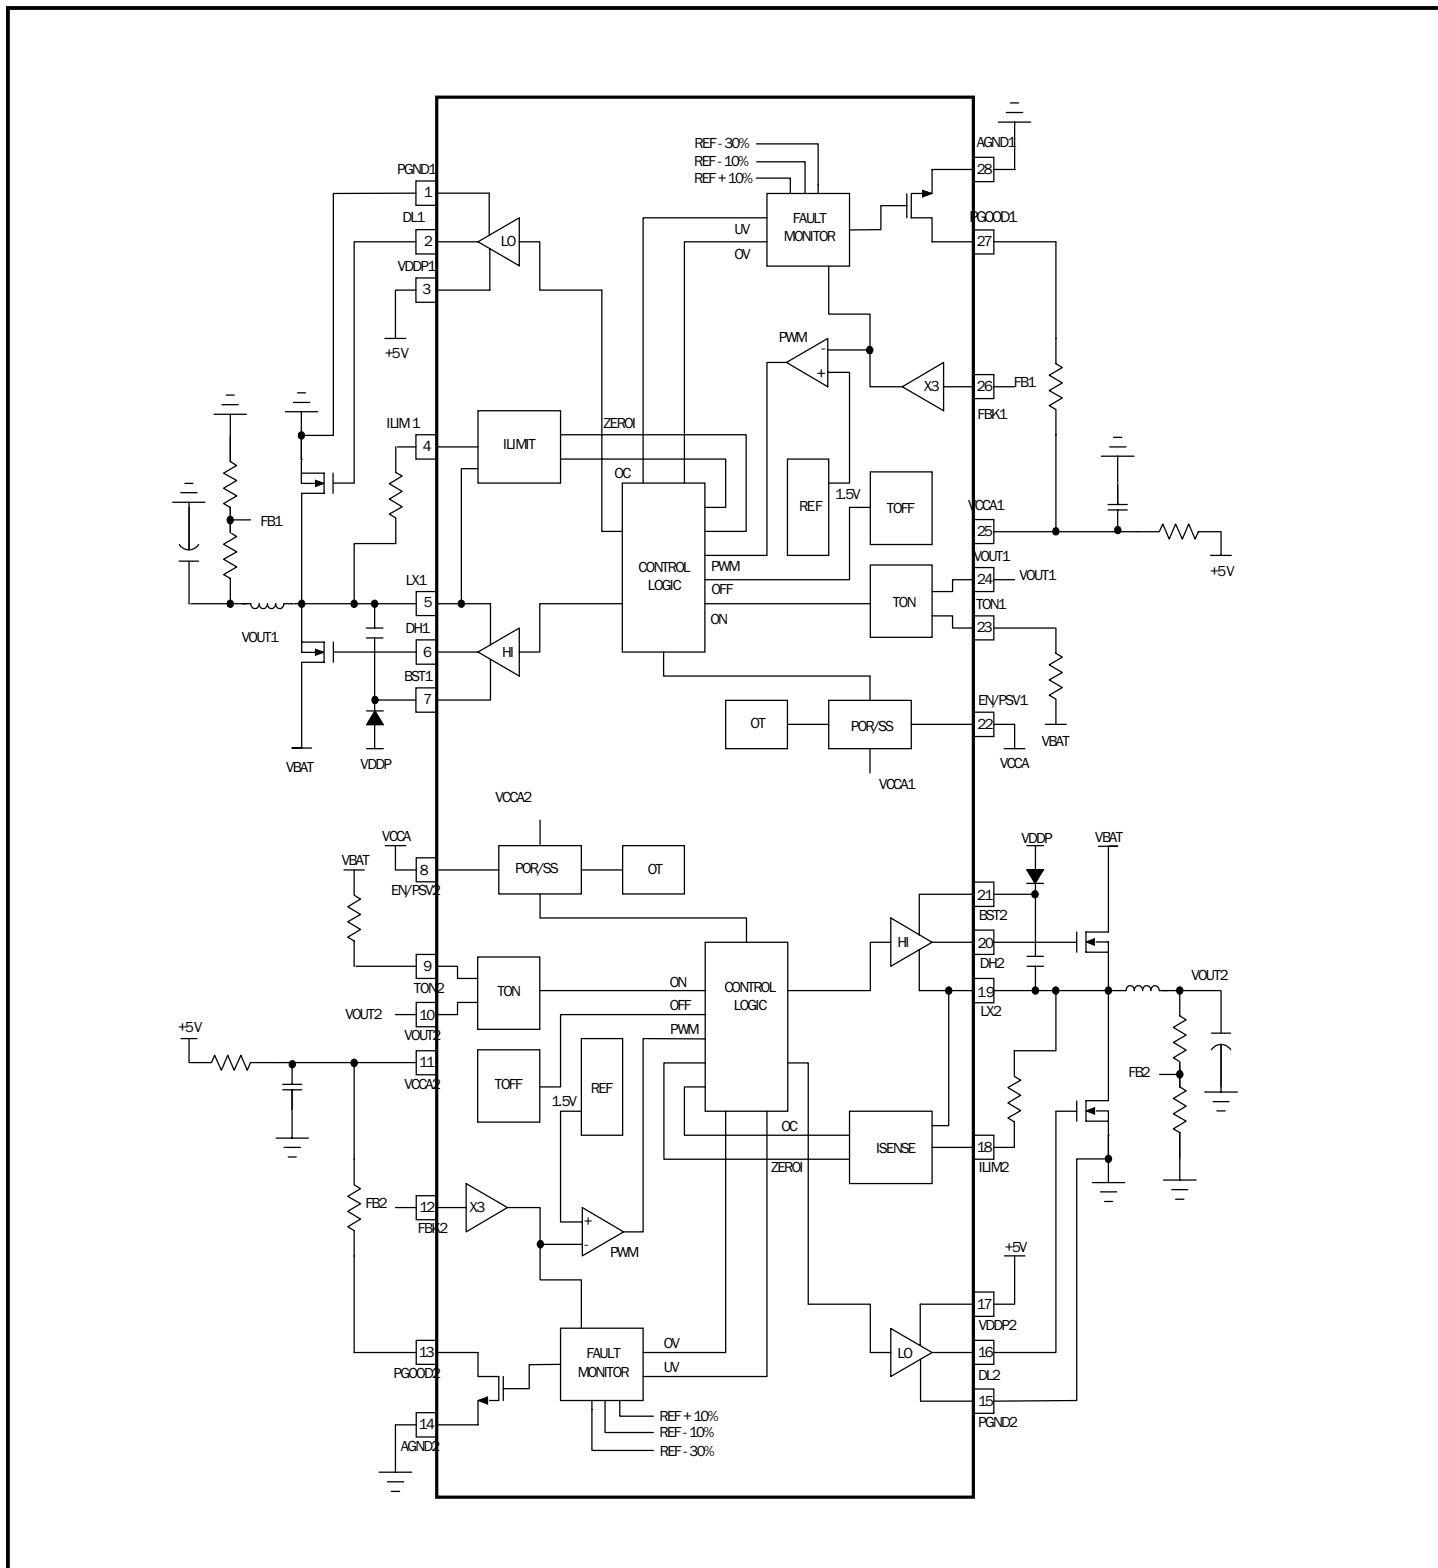 REF - 30%
REF - 10%
REF + 10%
AGND1
28
PGND1
1
DL1
2
LO
VDDP1
3
+5V
FAULT
MONITOR
UV
OV
PGOOD1
27
PWM
-
+
X3
26
FB1
FBK1
ILIM 1
4
ILIMIT
ZEROI
OC
REF
1.5V
TOFF
VCCA1
25
+5V
FB1
CONTROL
LOGIC
PWM
OFF
ON
TON
VOUT1
24
VOUT1
TON1
23
VBAT
LX1
5
VOUT1
DH1
6
HI
BST1
7
VBAT
VDDP
OT
POR/SS
VCCA1
EN/PSV1
22
VCCA
VCCA2
VCCA
8
EN/PSV2
POR/SS
OT
VBAT
9
TON2
TON
VOUT2
10
VOUT2
+5V
11
VCCA2
TOFF
1.5V
REF
ON
OFF
PWM
CONTROL
LOGIC
HI
VDDP
VBAT
21
BST2
20
DH2
19
LX2
VOUT2
FB2
OC
ZEROI
ISENSE
18
ILIM2
FB2
12
FBK2
X3
+
-
PWM
+5V
17
VDDP2
LO
16
DL2
15
PGND2
13
PGOOD2
14
AGND2
FAULT
MONITOR
OV
UV
REF + 10%
REF - 10%
REF - 30%